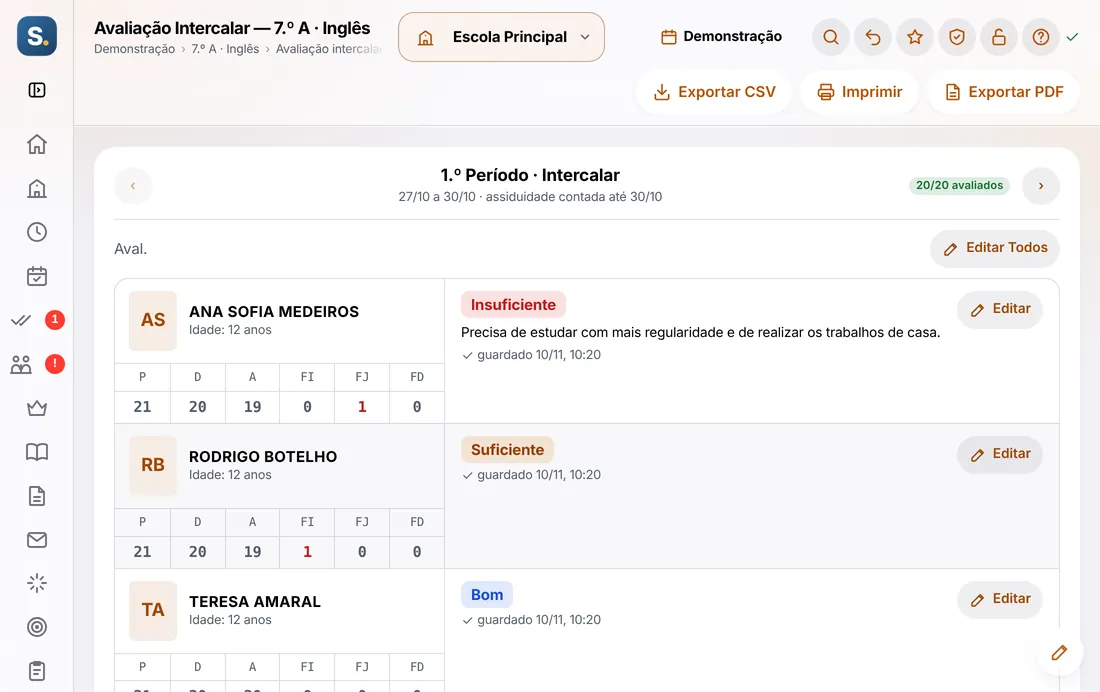 S.
Avaliação Intercalar — 7.º A · Inglês
Demonstração › 7.º A · Inglês › Avaliação intercalar
Escola Principal
Demonstração
Exportar CSV
Imprimir
Exportar PDF
1
!
1.º Período · Intercalar
27/10 a 30/10 · assiduidade contada até 30/10
20/20 avaliados
Aval.
Editar Todos
AS
ANA SOFIA MEDEIROS
Idade: 12 anos
P D A FI FJ FD
21 20 19 0 1 0
Insuficiente
Precisa de estudar com mais regularidade e de realizar os trabalhos de casa.
guardado 10/11, 10:20
Editar
RB
RODRIGO BOTELHO
Idade: 12 anos
P D A FI FJ FD
21 20 19 1 0 0
Suficiente
guardado 10/11, 10:20
Editar
TA
TERESA AMARAL
Idade: 12 anos
P D A FI FJ FD
Bom
guardado 10/11, 10:20
Editar